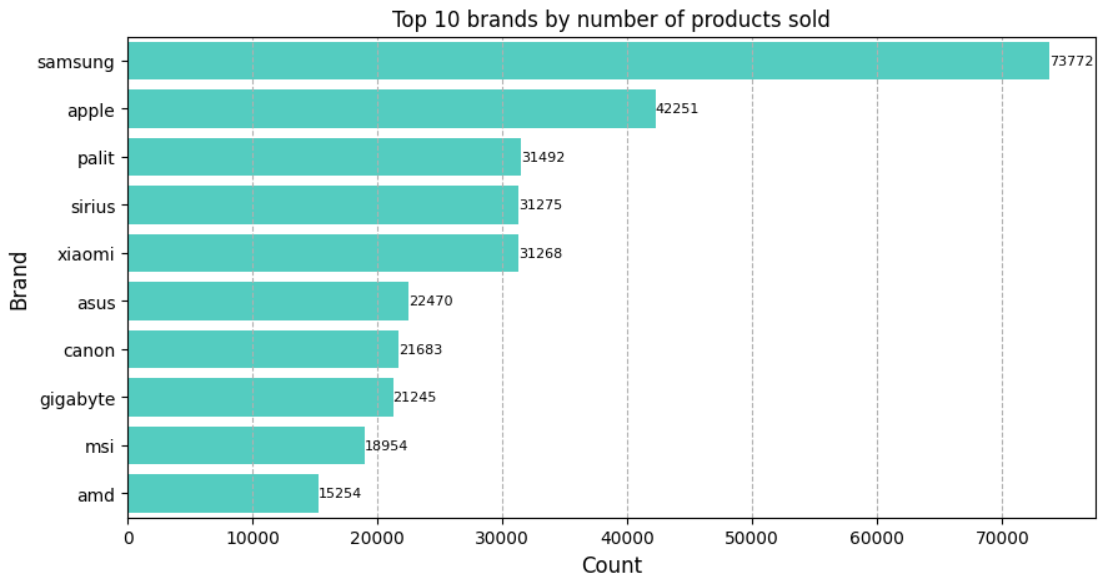 Top 10 brands by number of products sold
samsung 73772
apple 42251
palit 31492
sirius 31275
xiaomi 31268
asus 22470
canon 21683
gigabyte 21245
msi 18954
amd 15254
Brand
0 10000 20000 30000 40000 50000 60000 70000
Count